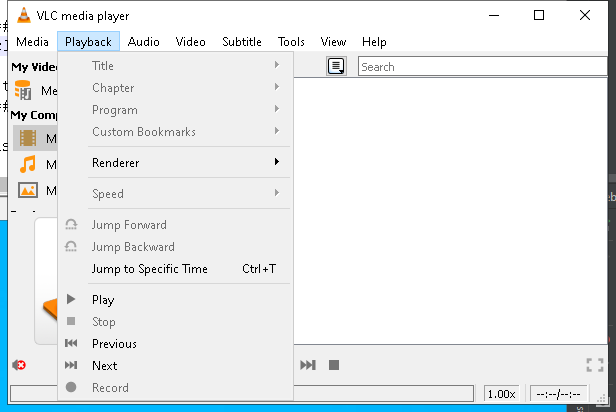 VLC media player
Media Playback Audio Video Subtitle Tools View Help
My Video
Title
Search
Chapter
My Comp
Program
Custom Bookmarks
Renderer
Speed
Jump Forward
Jump Backward
Jump to Specific Time Ctrl+T
Play
Stop
Previous
Next
Record
1.00x --:--/--:--